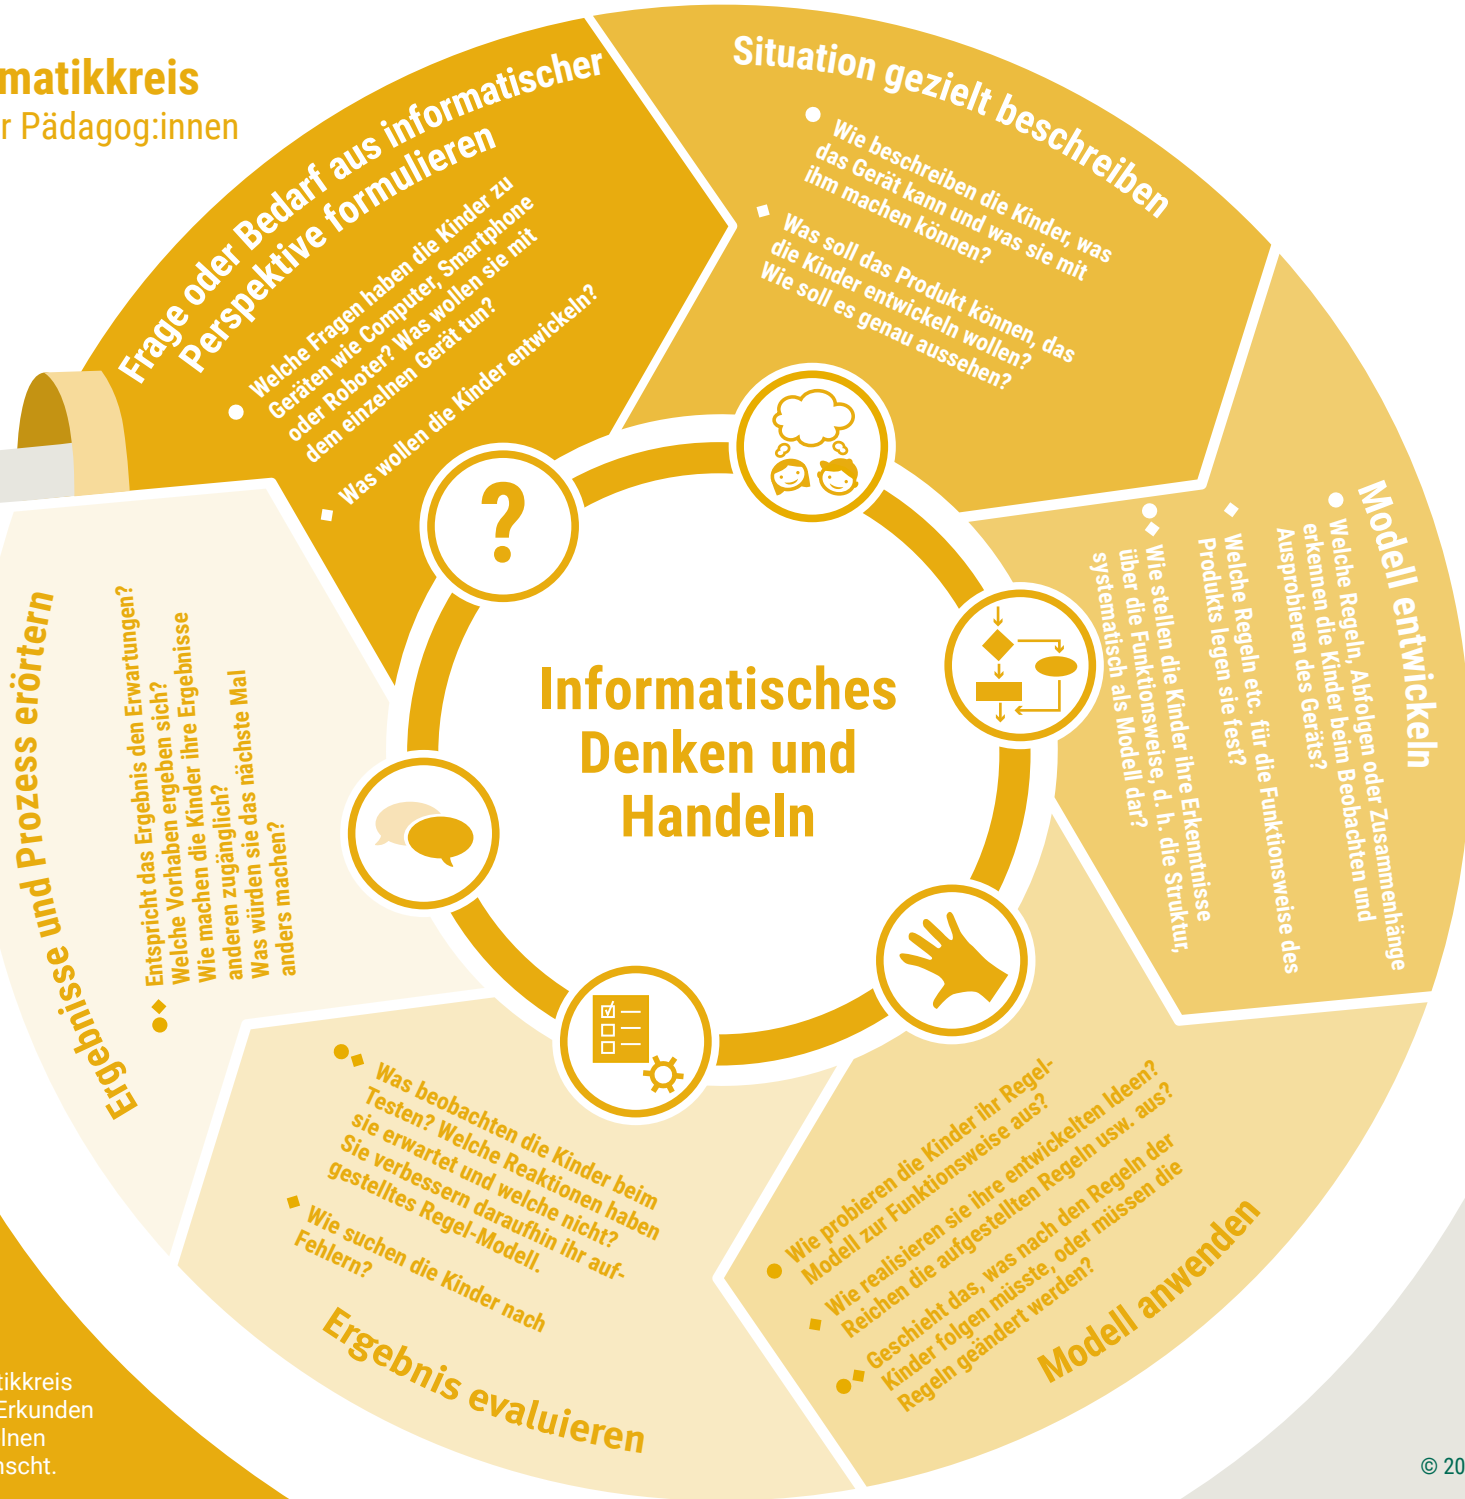 matikkreis
r Pädagog:innen
Frage oder Bedarf aus informatischer
Perspektive formulieren
Welche Fragen haben die Kinder zu
Geräten wie Computer, Smartphone
oder Roboter? Was wollen sie mit
dem einzelnen Gerät tun?
Was wollen die Kinder entwickeln?
Situation gezielt beschreiben
Wie beschreiben die Kinder, was
das Gerät kann und was sie mit
ihm machen können?
Was soll das Produkt können, das
die Kinder entwickeln wollen?
Wie soll es genau aussehen?
Modell entwickeln
Welche Regeln, Abfolgen oder Zusammenhänge
erkennen die Kinder beim Beobachten und
Ausprobieren des Geräts?
Welche Regeln etc. für die Funktionsweise des
Produkts legen sie fest?
Wie stellen die Kinder ihre Erkenntnisse
über die Funktionsweise, d. h. die Struktur,
systematisch als Modell dar?
Modell anwenden
Wie probieren die Kinder ihr Regel-
Modell zur Funktionsweise aus?
Wie realisieren sie ihre entwickelten Ideen?
Reichen die aufgestellten Regeln usw. aus?
Geschieht das, was nach den Regeln der
Kinder folgen müsste, oder müssen die
Regeln geändert werden?
Ergebnis evaluieren
Was beobachten die Kinder beim
Testen? Welche Reaktionen haben
sie erwartet und welche nicht?
Sie verbessern daraufhin ihr auf-
gestelltes Regel-Modell.
Wie suchen die Kinder nach
Fehlern?
Ergebnisse und Prozess erörtern
Entspricht das Ergebnis den Erwartungen?
Welche Vorhaben ergeben sich?
Wie machen die Kinder ihre Ergebnisse
anderen zugänglich?
Was würden sie das nächste Mal
anders machen?
?
Informatisches
Denken und
Handeln
tikkreis
Erkunden
lnen
nscht.
© 20